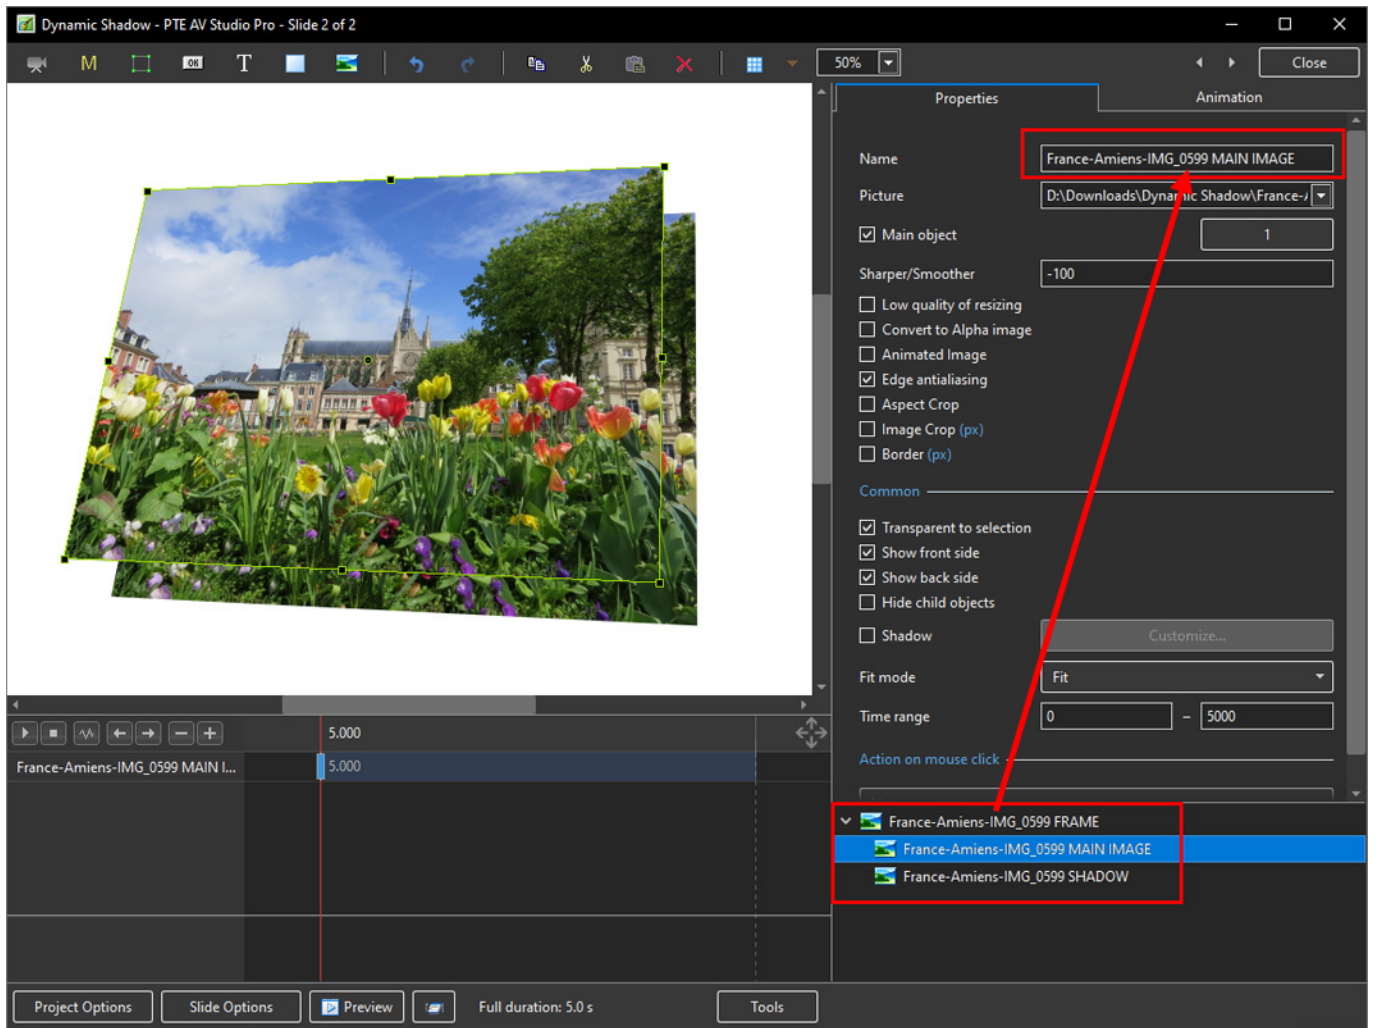 Dynamic Shadow - PTE AV Studio Pro - Slide 2 of 2
M OK T 50% Close
Properties Animation
Name France-Amiens-IMG_0599 MAIN IMAGE
Picture D:\Downloads\Dynamic Shadow\France-
Main object 1
Sharper/Smoother -100
Low quality of resizing
Convert to Alpha image
Animated Image
Edge antialiasing
Aspect Crop
Image Crop (px)
Border (px)
Common
Transparent to selection
Show front side
Show back side
Hide child objects
Shadow Customize...
Fit mode Fit
Time range 0 – 5000
Action on mouse click
5.000
France-Amiens-IMG_0599 MAIN I... 5.000
France-Amiens-IMG_0599 FRAME
France-Amiens-IMG_0599 MAIN IMAGE
France-Amiens-IMG_0599 SHADOW
Project Options Slide Options Preview Full duration: 5.0 s Tools